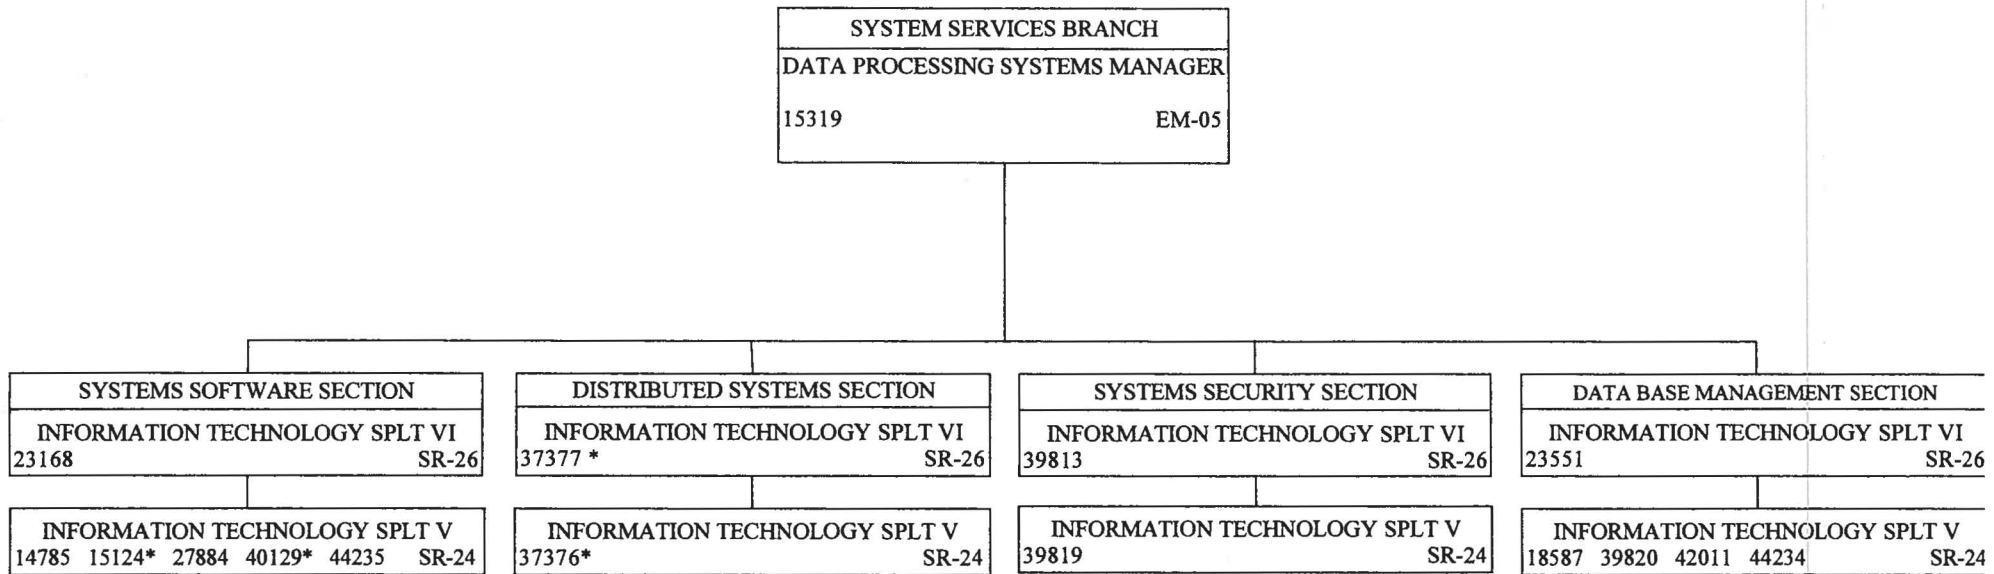 SYSTEM SERVICES BRANCH
DATA PROCESSING SYSTEMS MANAGER
15319 EM-05
SYSTEMS SOFTWARE SECTION
INFORMATION TECHNOLOGY SPLT VI
23168 SR-26
INFORMATION TECHNOLOGY SPLT V
14785 15124* 27884 40129* 44235 SR-24
DISTRIBUTED SYSTEMS SECTION
INFORMATION TECHNOLOGY SPLT VI
37377 * SR-26
INFORMATION TECHNOLOGY SPLT V
37376* SR-24
SYSTEMS SECURITY SECTION
INFORMATION TECHNOLOGY SPLT VI
39813 SR-26
INFORMATION TECHNOLOGY SPLT V
39819 SR-24
DATA BASE MANAGEMENT SECTION
INFORMATION TECHNOLOGY SPLT VI
23551 SR-26
INFORMATION TECHNOLOGY SPLT V
18587 39820 42011 44234 SR-24